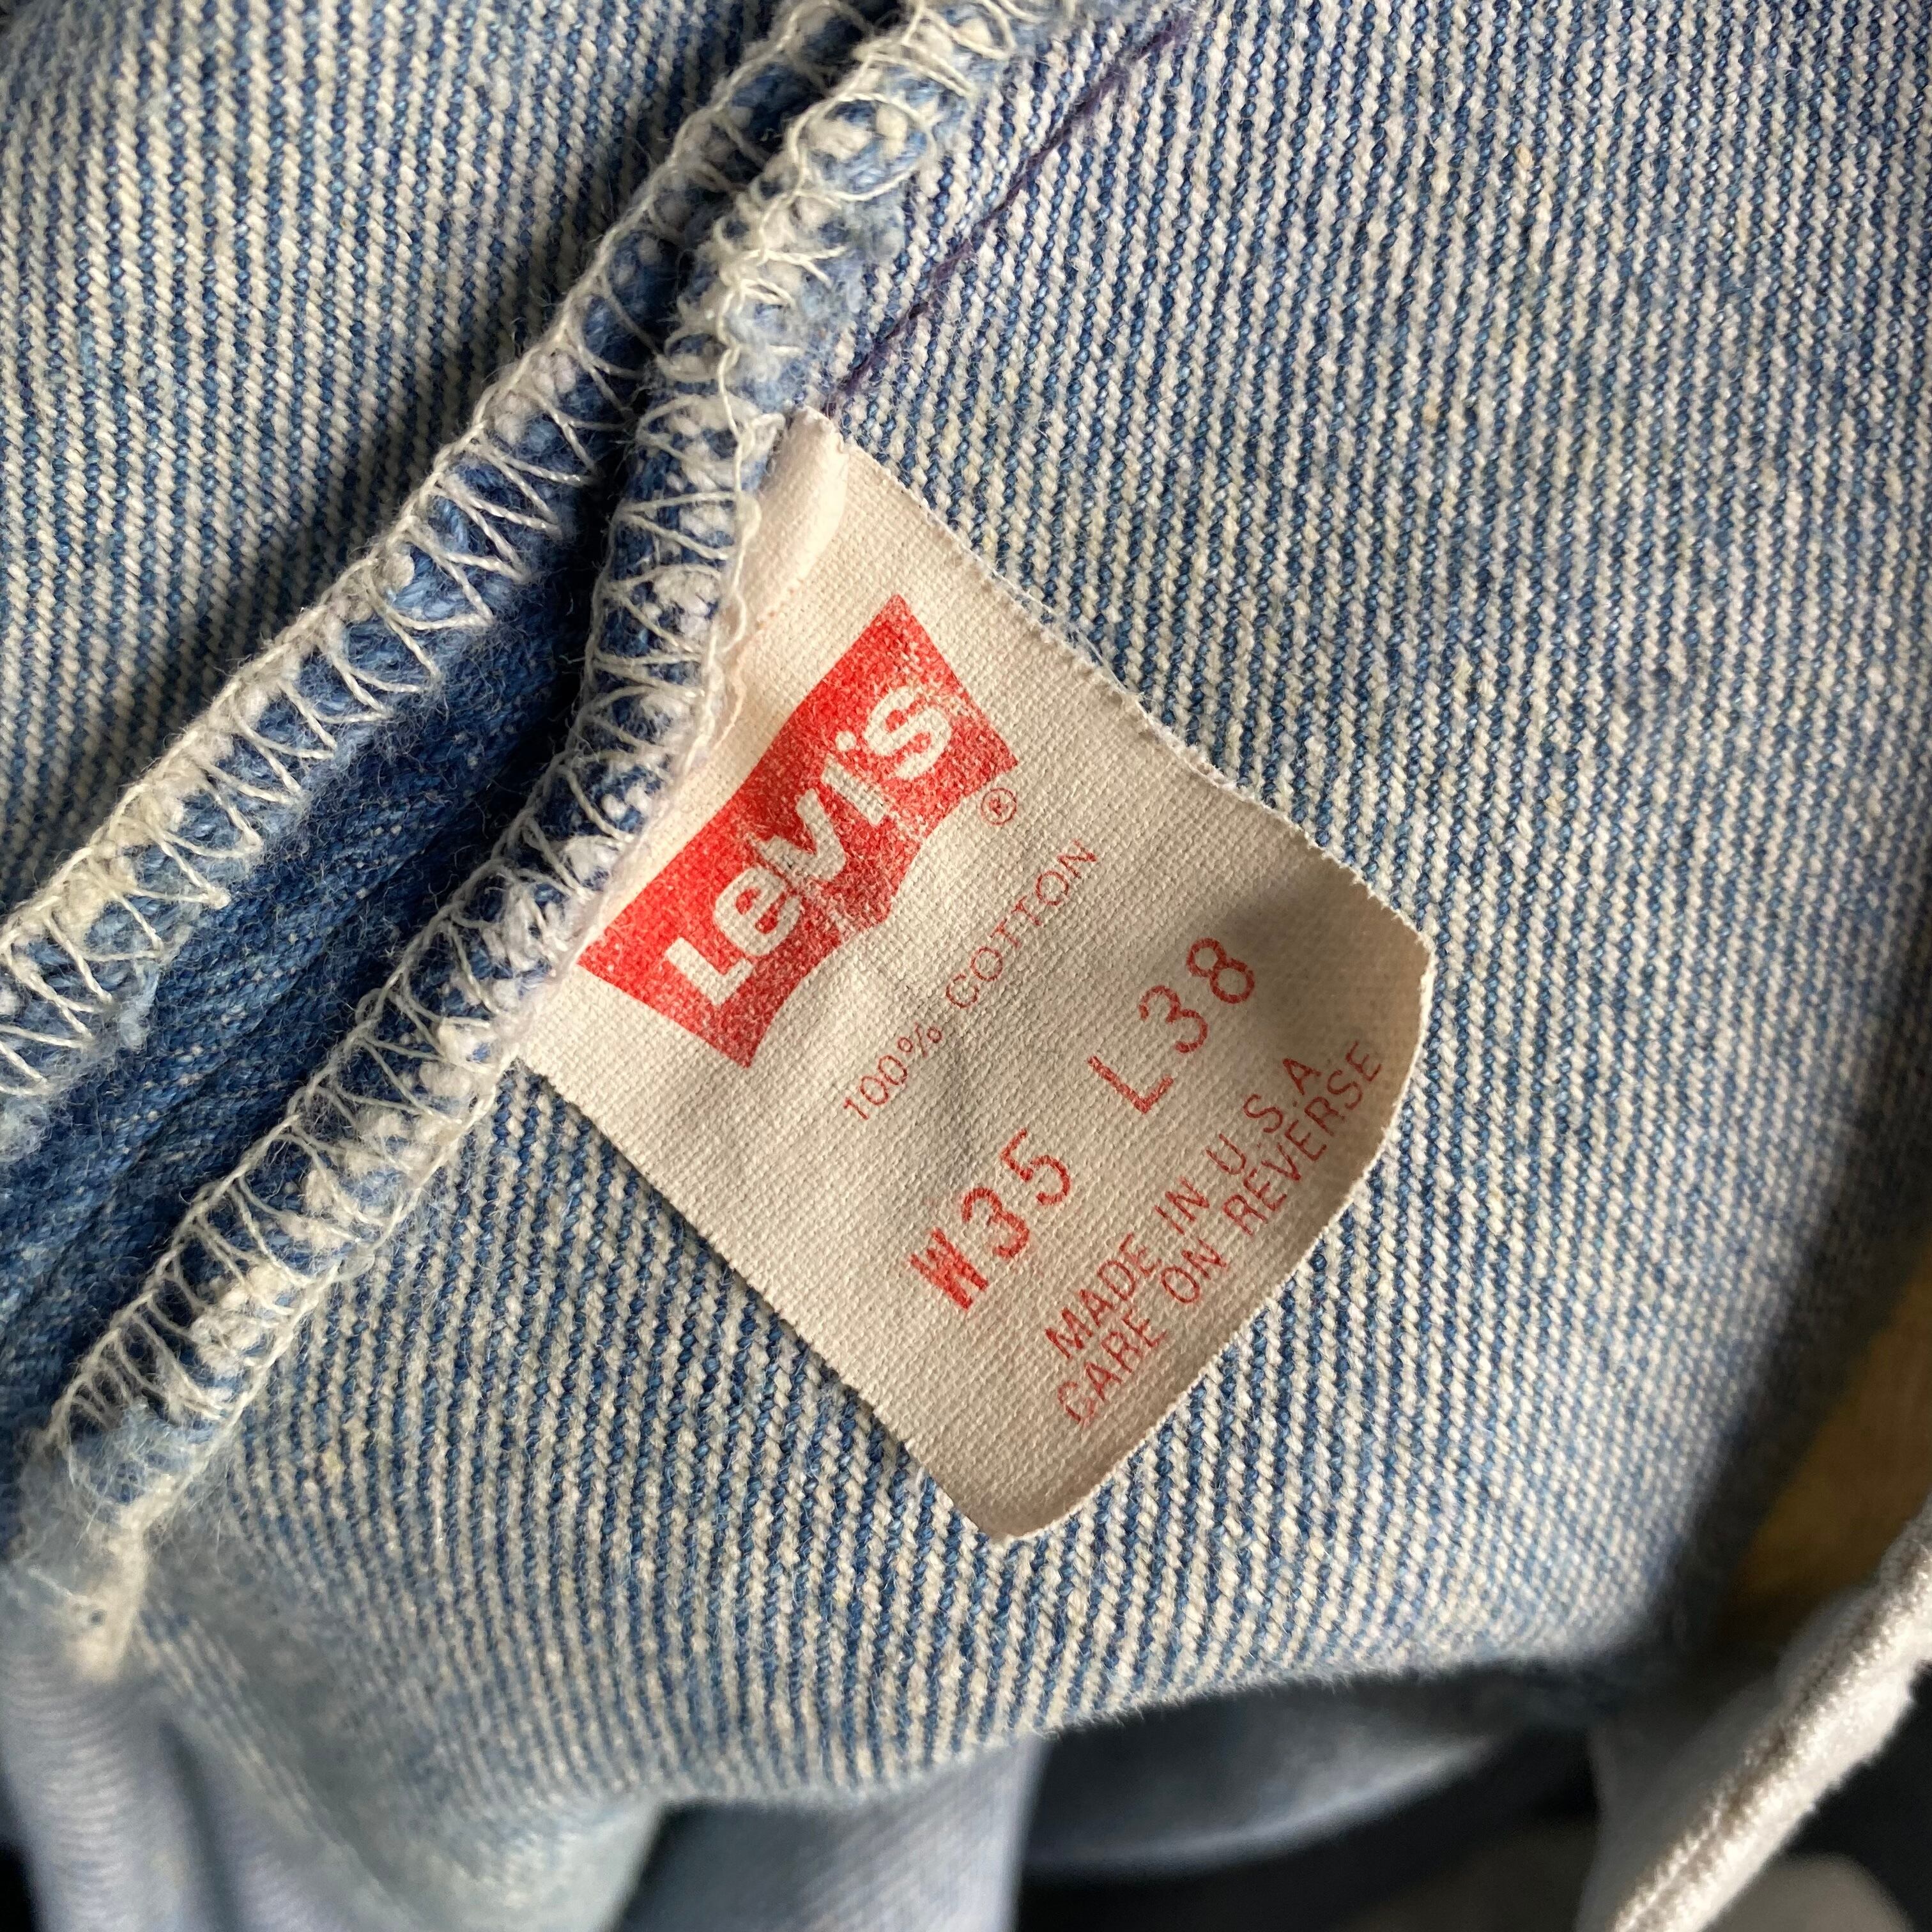 Levi's
®
100% COTTON
W35 L38
MADE IN U.S.A
CARE ON REVERSE